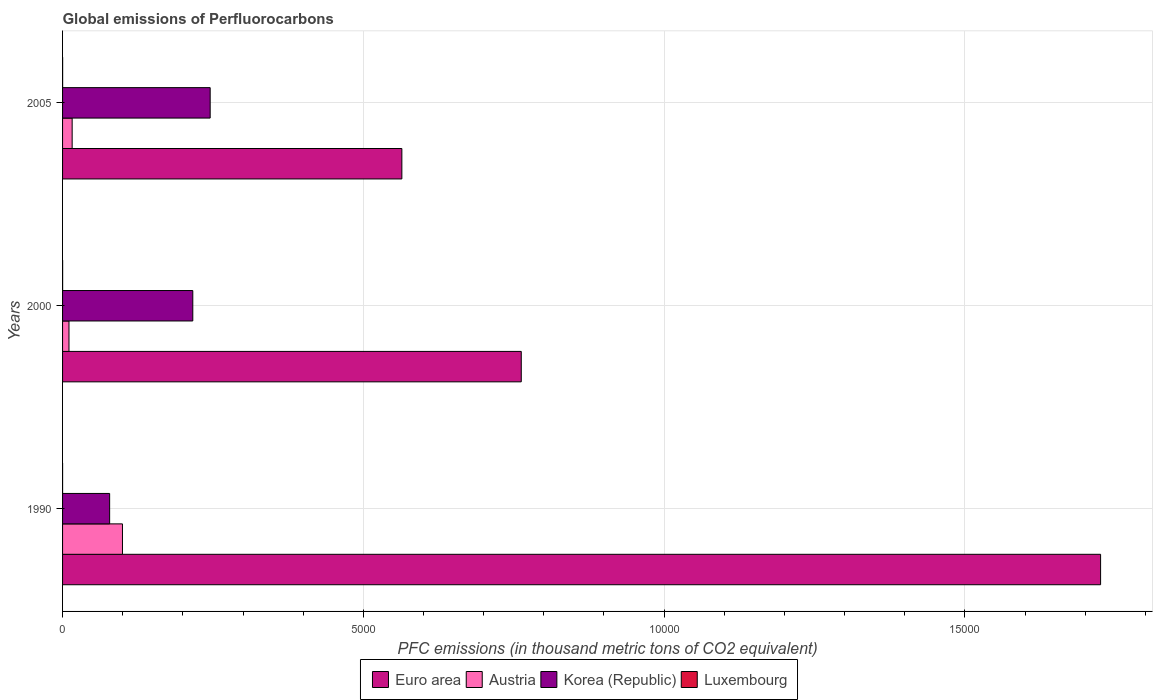 Global emissions of Perfluorocarbons
Years
2005
2000
1990
0
5000
10000
15000
PFC emissions (in thousand metric tons of CO2 equivalent)
Euro area
Austria
Korea (Republic)
Luxembourg